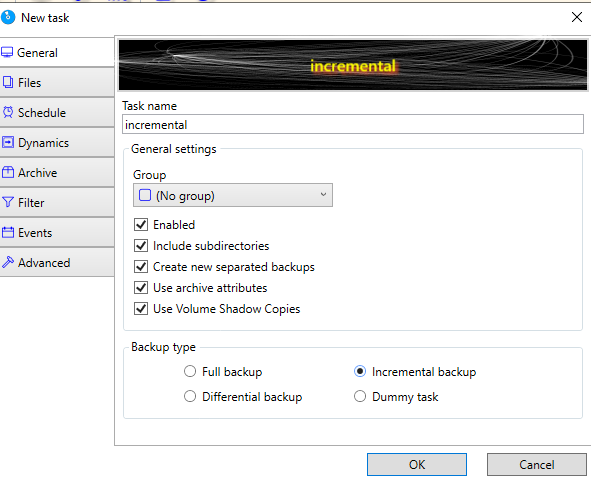 New task
General
Files
Schedule
Dynamics
Archive
Filter
Events
Advanced
incremental
Task name
incremental
General settings
Group
(No group)
Enabled
Include subdirectories
Create new separated backups
Use archive attributes
Use Volume Shadow Copies
Backup type
Full backup
Incremental backup
Differential backup
Dummy task
OK
Cancel